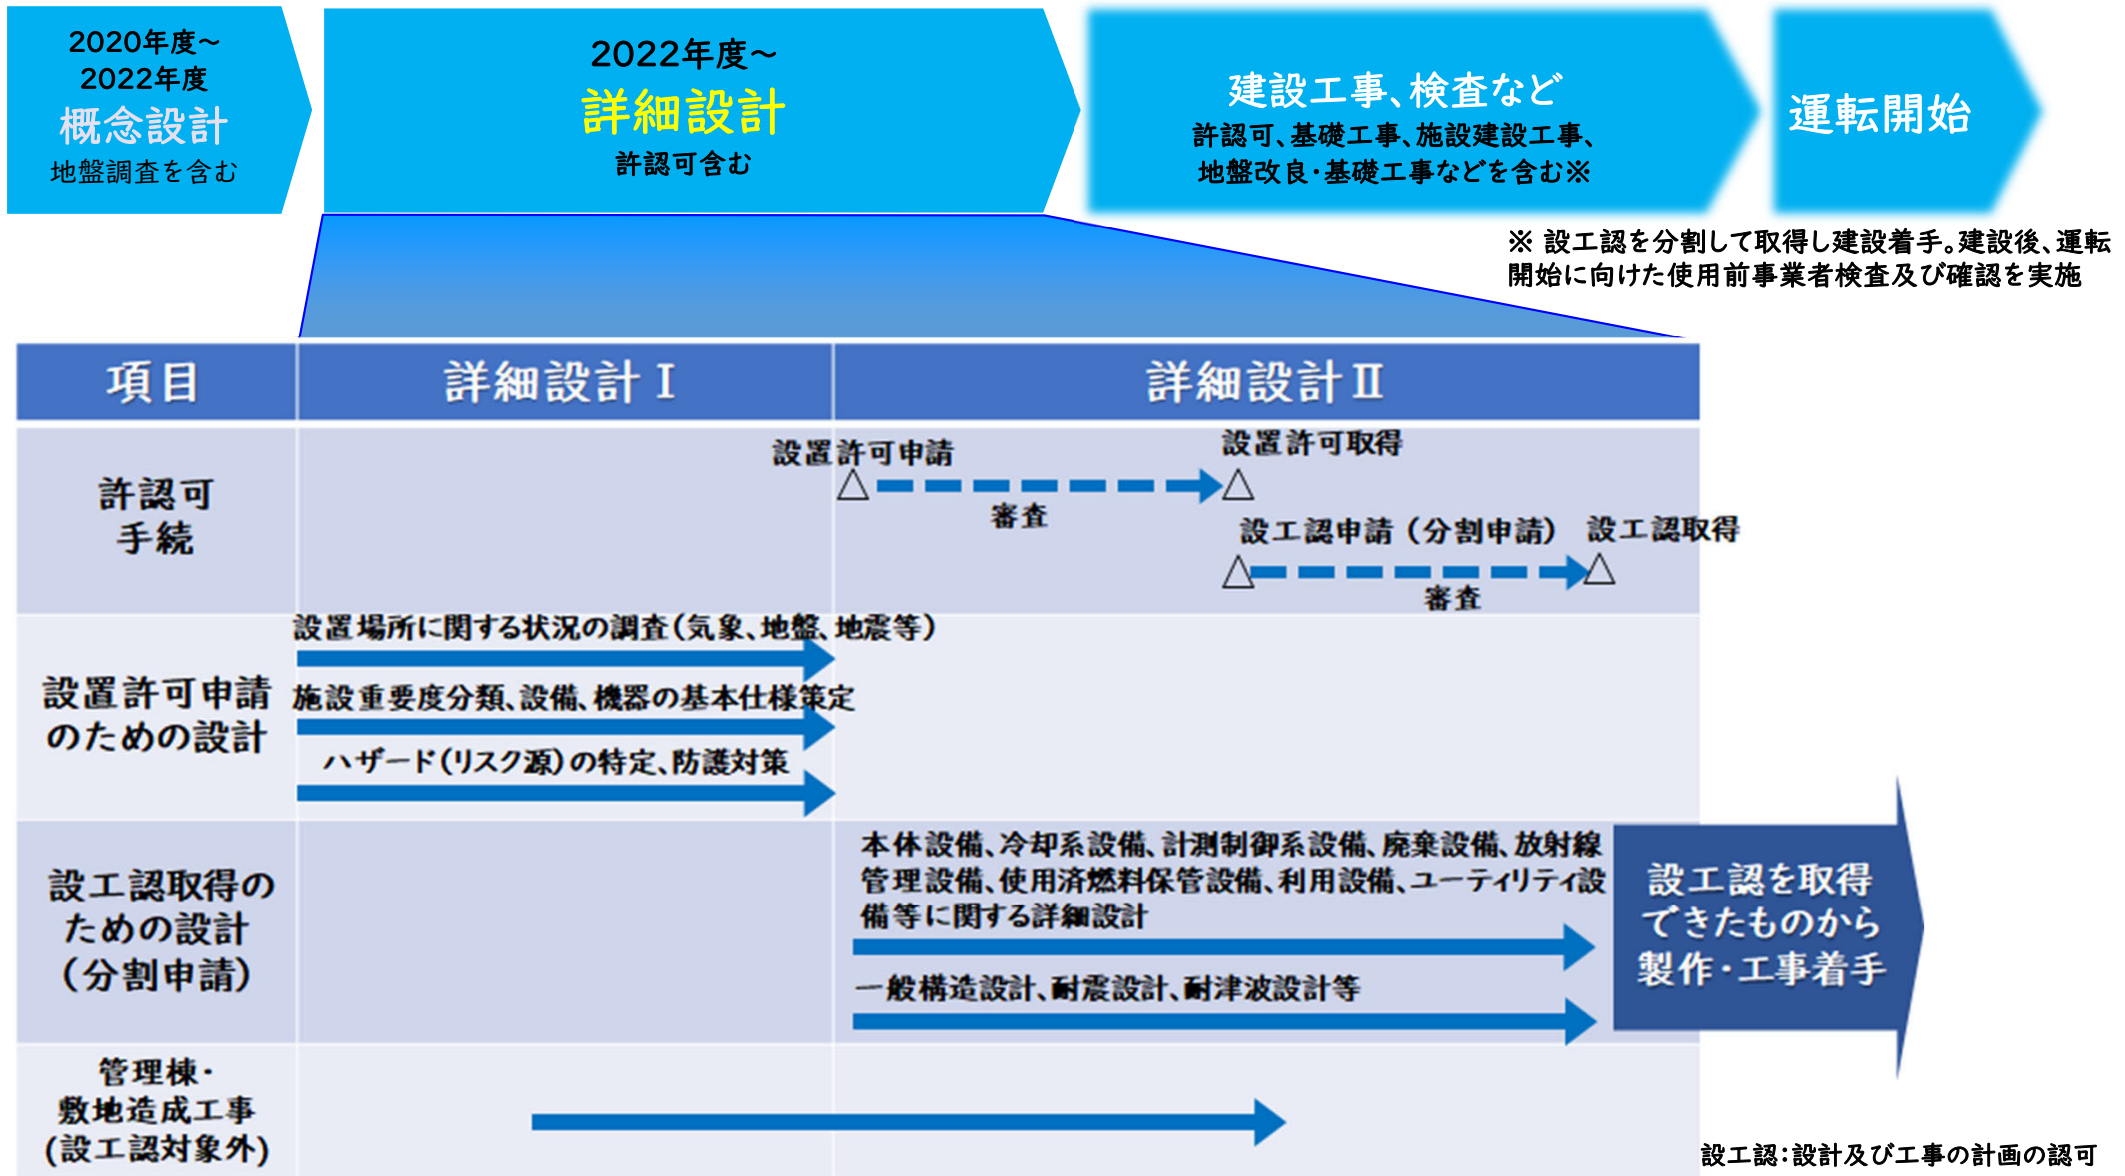 2020年度～
2022年度
概念設計
地盤調査を含む
2022年度～
詳細設計
許認可含む
建設工事、検査など
許認可、基礎工事、施設建設工事、
地盤改良・基礎工事などを含む※
運転開始
※ 設工認を分割して取得し建設着手。建設後、運転
開始に向けた使用前事業者検査及び確認を実施
項目
詳細設計Ⅰ
詳細設計Ⅱ
許認可
手続
設置許可申請
設置許可取得
審査
設工認申請（分割申請）
設工認取得
審査
設置許可申請
のための設計
設置場所に関する状況の調査（気象、地盤、地震等）
施設重要度分類、設備、機器の基本仕様策定
ハザード（リスク源）の特定、防護対策
設工認取得の
ための設計
（分割申請）
本体設備、冷却系設備、計測制御系設備、廃棄設備、放射線
管理設備、使用済燃料保管設備、利用設備、ユーティリティ設
備等に関する詳細設計
一般構造設計、耐震設計、耐津波設計等
設工認を取得
できたものから
製作・工事着手
管理棟・
敷地造成工事
(設工認対象外)
設工認：設計及び工事の計画の認可